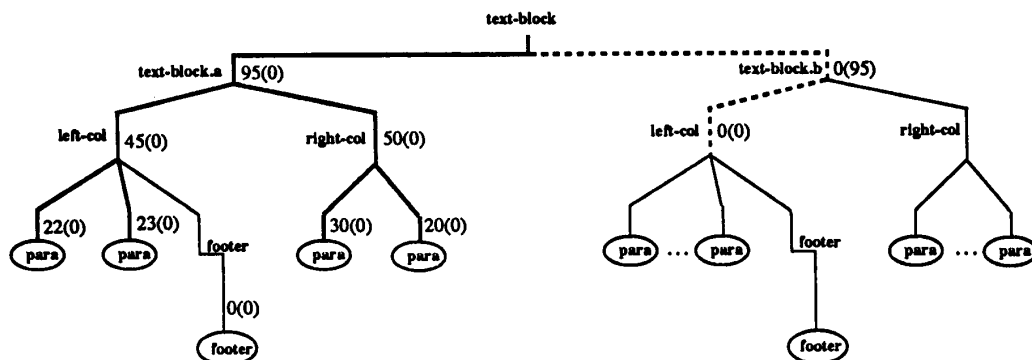 text-block
text-block.a 95(0)
text-block.b 0(95)
left-col 45(0)
right-col 50(0)
left-col 0(0)
right-col
22(0) 23(0) 30(0) 20(0)
footer
footer
para para para para
para ... para para ... para
0(0)
footer
footer